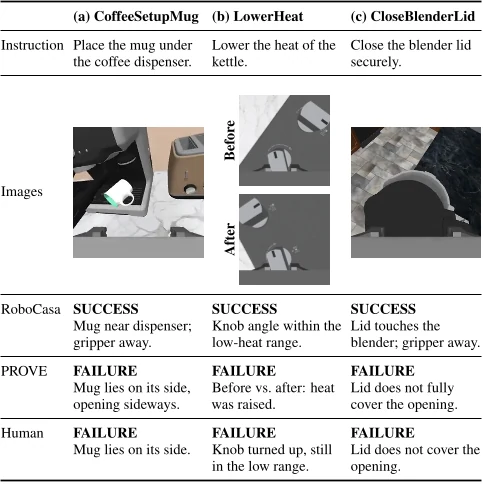 (a) CoffeeSetupMug (b) LowerHeat (c) CloseBlenderLid
Instruction Place the mug under Lower the heat of the Close the blender lid
the coffee dispenser. kettle. securely.
Before
Images
After
RoboCasa SUCCESS SUCCESS SUCCESS
Mug near dispenser; Knob angle within the Lid touches the
gripper away. low-heat range. blender; gripper away.
PROVE FAILURE FAILURE FAILURE
Mug lies on its side, Before vs. after: heat Lid does not fully
opening sideways. was raised. cover the opening.
Human FAILURE FAILURE FAILURE
Mug lies on its side. Knob turned up, still Lid does not cover the
in the low range. opening.